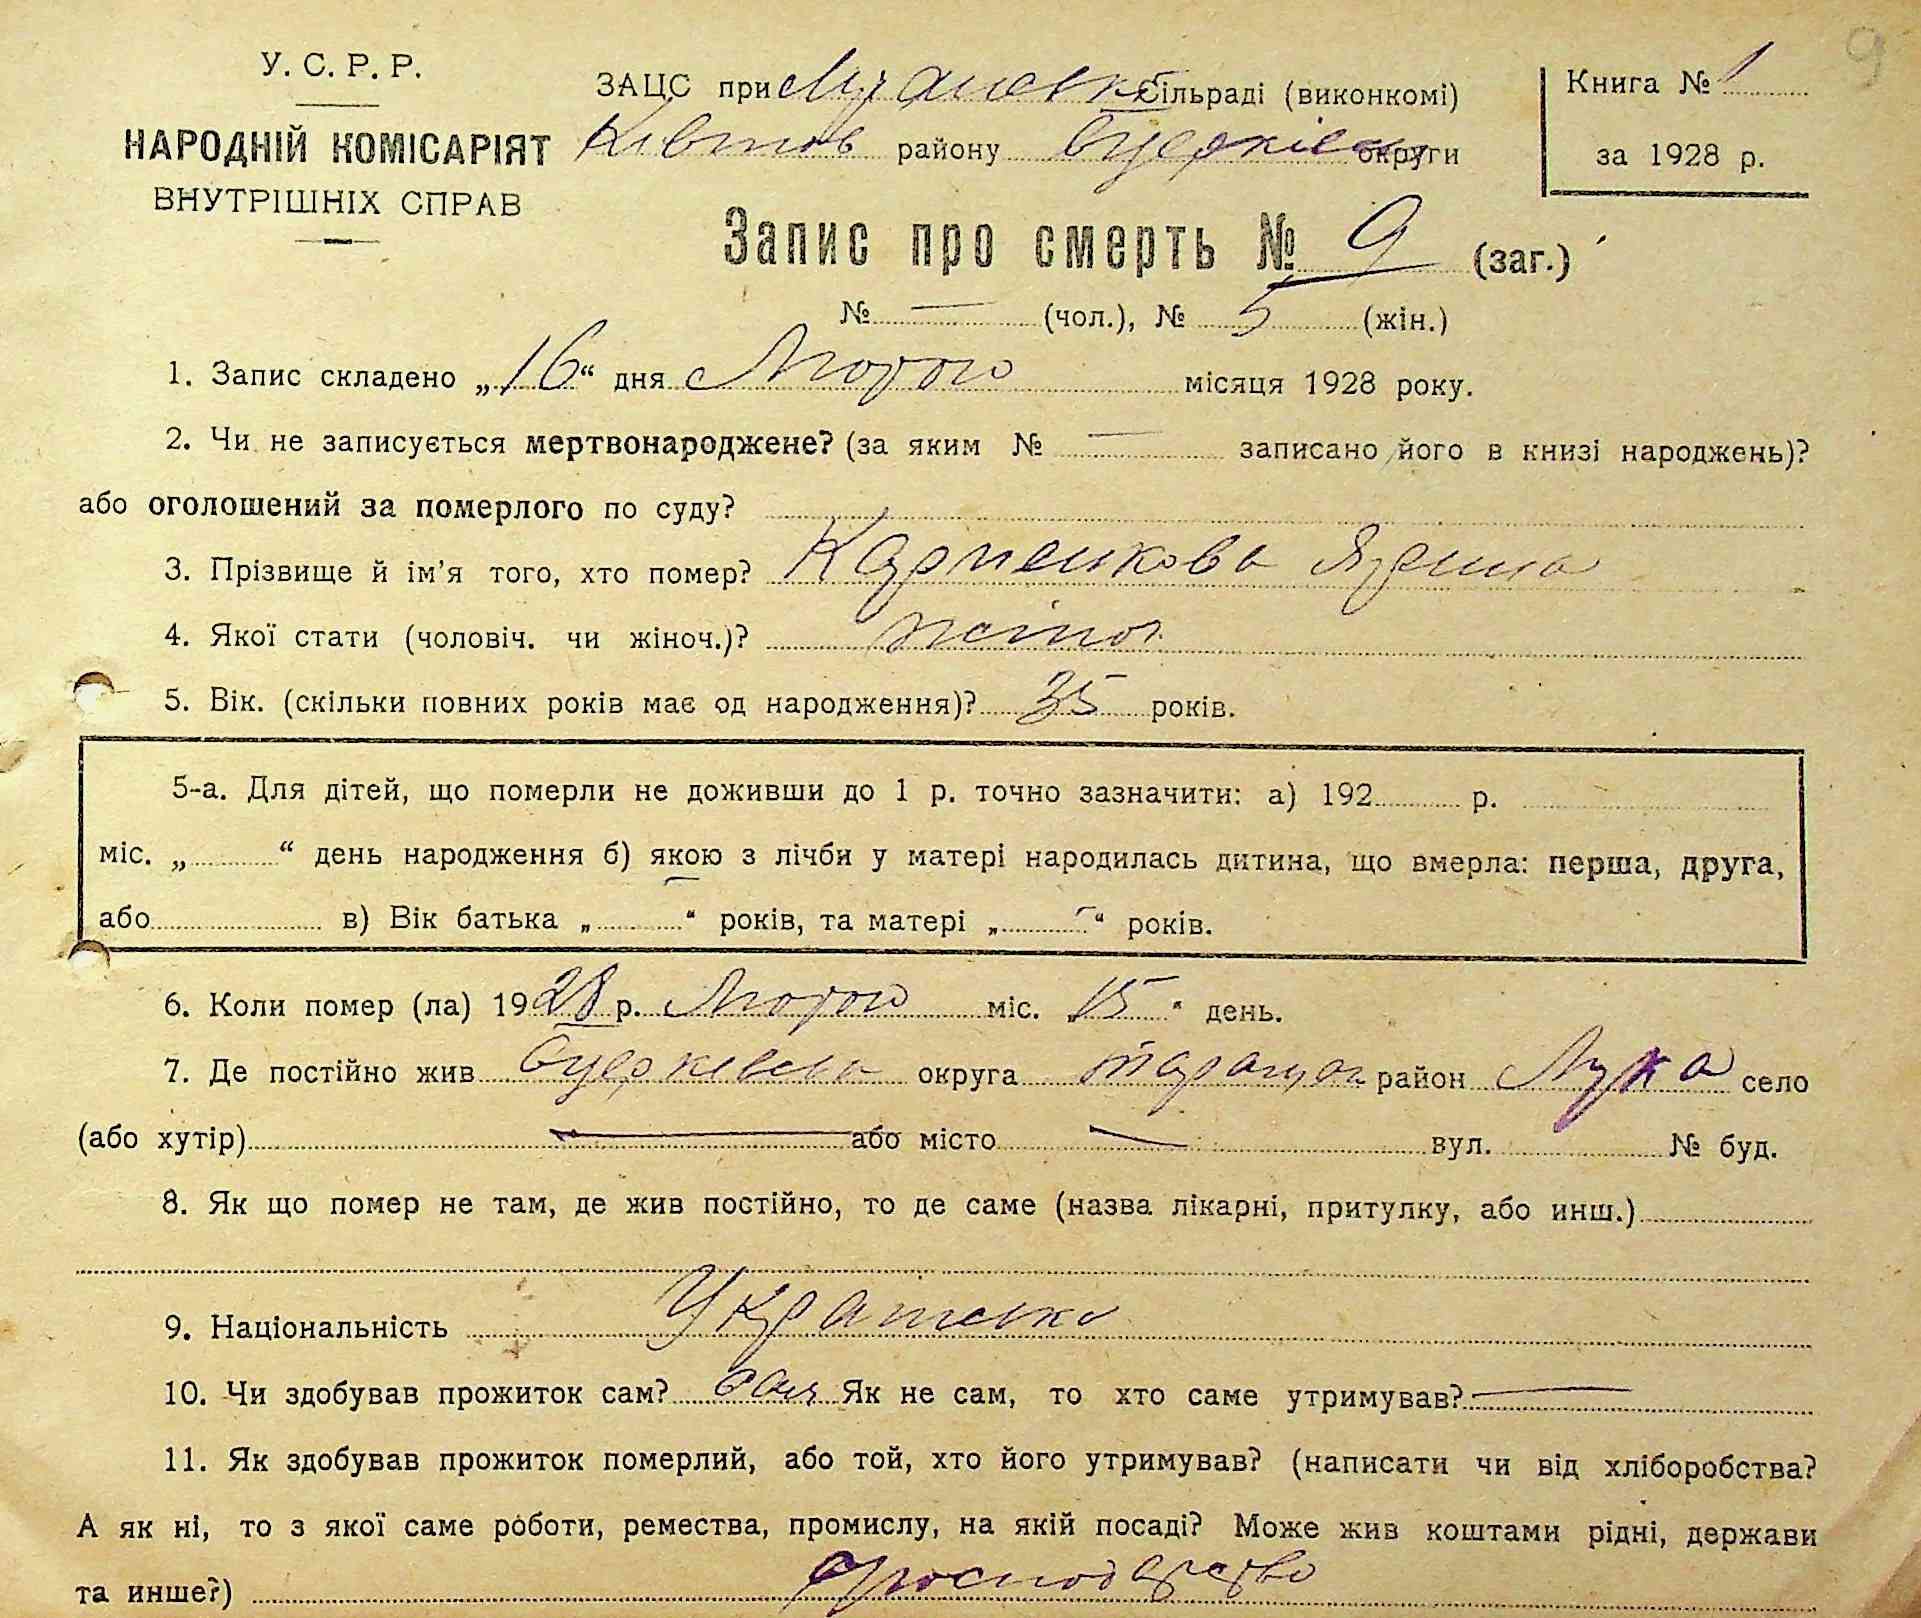 9
У. С. Р. Р.
НАРОДНІЙ КОМІСАРІЯТ
ВНУТРІШНІХ СПРАВ
ЗАЦС при Сільраді (виконкомі)
району округи
Книга № 1
за 1928 р.
Запис про смерть № 9 (заг.)
№ — (чол.), № 5 (жін.)
1. Запис складено „16“ дня Лютого місяця 1928 року.
2. Чи не записується мертвонароджене? (за яким № — записано його в книзі народжень)?
або оголошений за померлого по суду?
3. Прізвище й ім'я того, хто помер? Карпенкова Ярина
4. Якої стати (чоловіч. чи жіноч.)?
5. Вік. (скільки повних років має од народження)? 35 років.
5-а. Для дітей, що померли не доживши до 1 р. точно зазначити: а) 192 р.
міс. „ “ день народження б) якою з лічби у матері народилась дитина, що вмерла: перша, друга,
або в) Вік батька „ “ років, та матері „ “ років.
6. Коли помер (ла) 1928 р. Лютого міс. „15“ день.
7. Де постійно жив округа район Лука село
(або хутір) — або місто — вул. № буд.
8. Як що помер не там, де жив постійно, то де саме (назва лікарні, притулку, або инш.)
9. Національність
10. Чи здобував прожиток сам? сам Як не сам, то хто саме утримував? —
11. Як здобував прожиток померлий, або той, хто його утримував? (написати чи від хліборобства?
А як ні, то з якої саме роботи, ремества, промислу, на якій посаді? Може жив коштами рідні, держави
та инше?)